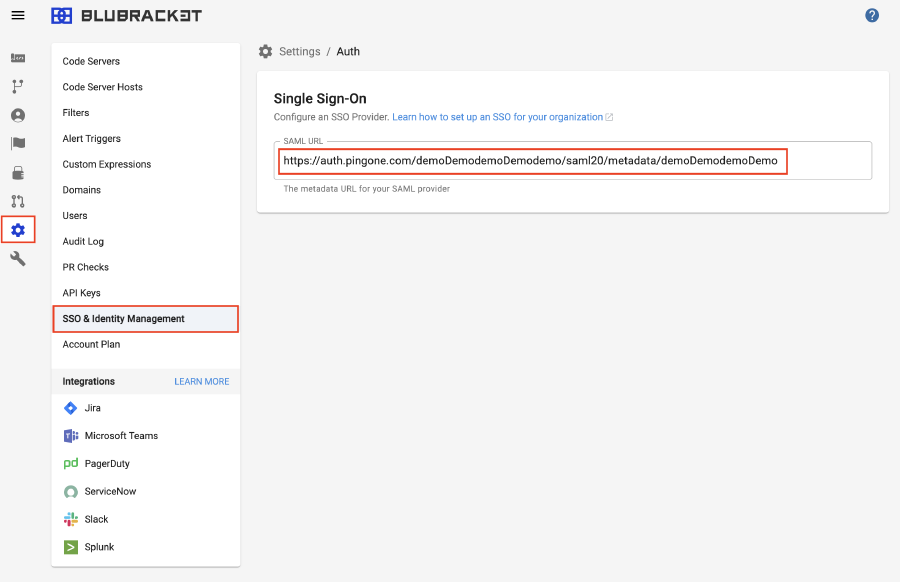 BLUBRACKET
?
Code Servers
Code Server Hosts
Filters
Alert Triggers
Custom Expressions
Domains
Users
Audit Log
PR Checks
API Keys
SSO & Identity Management
Account Plan
Integrations LEARN MORE
Jira
Microsoft Teams
pd PagerDuty
ServiceNow
Slack
Splunk
Settings / Auth
Single Sign-On
Configure an SSO Provider. Learn how to set up an SSO for your organization
SAML URL
https://auth.pingone.com/demoDemodemoDemodemo/saml20/metadata/demoDemodemoDemo
The metadata URL for your SAML provider